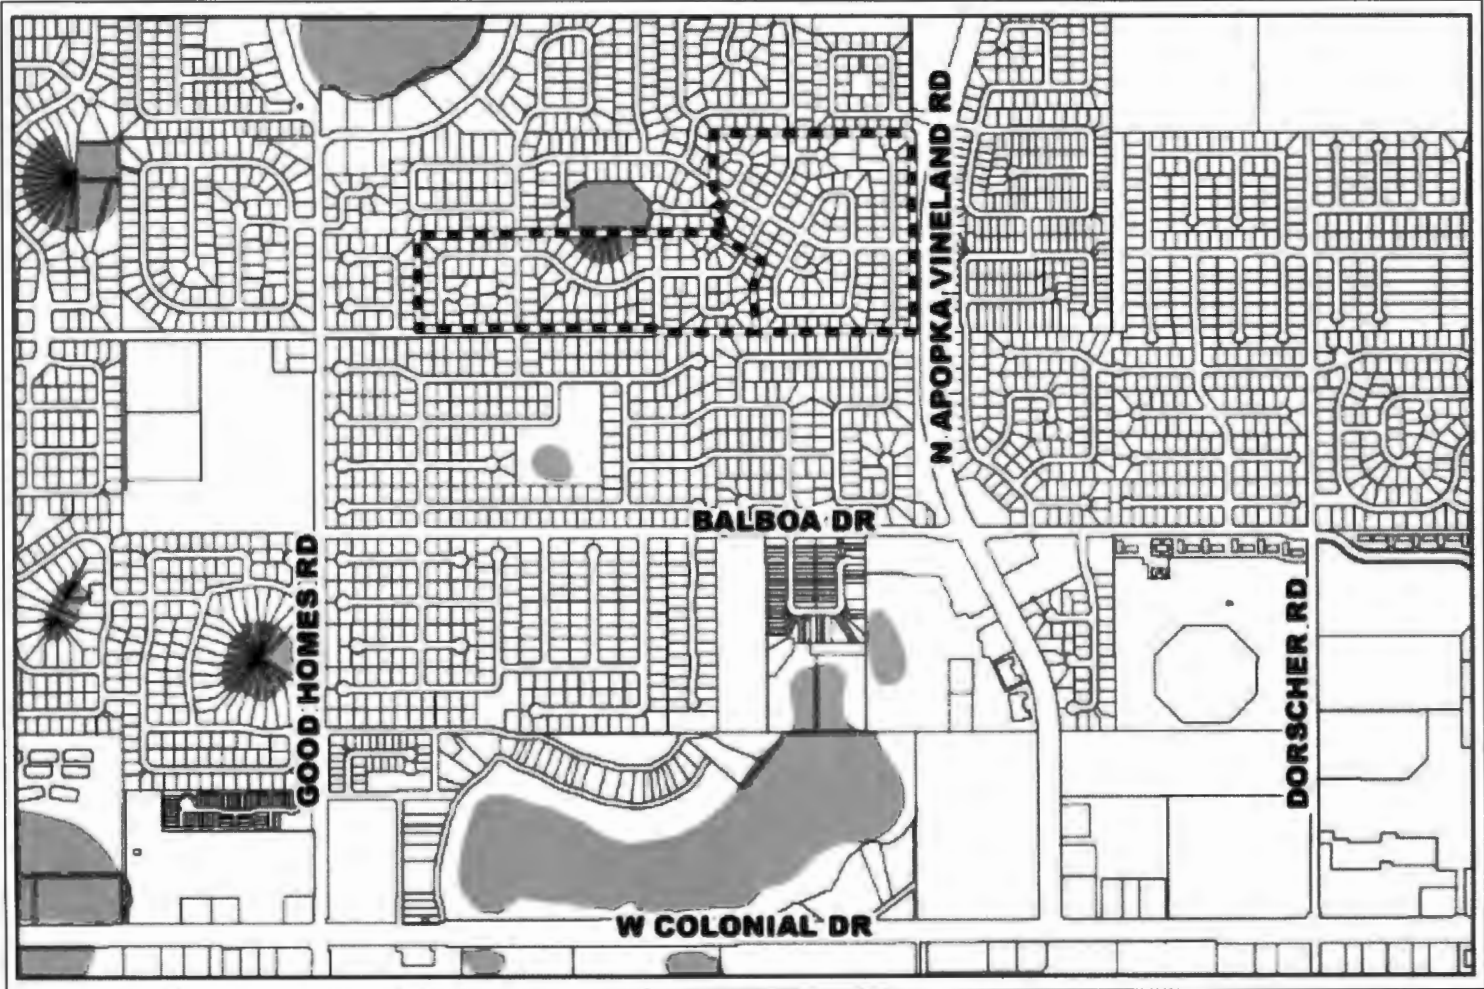 N APOPKA VINELAND RD
BALBOA DR
GOOD HOMES RD
DORSCHER RD
W COLONIAL DR